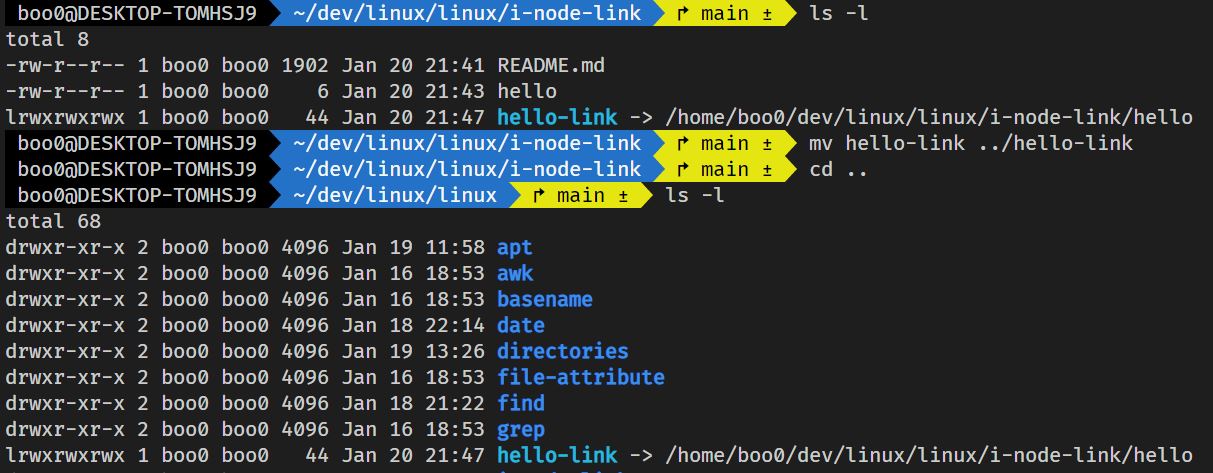 boo0@DESKTOP-TOMHSJ9 ~/dev/linux/linux/i-node-link ↱ main ± ls -l
total 8
-rw-r--r-- 1 boo0 boo0 1902 Jan 20 21:41 README.md
-rw-r--r-- 1 boo0 boo0    6 Jan 20 21:43 hello
lrwxrwxrwx 1 boo0 boo0   44 Jan 20 21:47 hello-link -> /home/boo0/dev/linux/linux/i-node-link/hello
boo0@DESKTOP-TOMHSJ9 ~/dev/linux/linux/i-node-link ↱ main ± mv hello-link ../hello-link
boo0@DESKTOP-TOMHSJ9 ~/dev/linux/linux/i-node-link ↱ main ± cd ..
boo0@DESKTOP-TOMHSJ9 ~/dev/linux/linux ↱ main ± ls -l
total 68
drwxr-xr-x 2 boo0 boo0 4096 Jan 19 11:58 apt
drwxr-xr-x 2 boo0 boo0 4096 Jan 16 18:53 awk
drwxr-xr-x 2 boo0 boo0 4096 Jan 16 18:53 basename
drwxr-xr-x 2 boo0 boo0 4096 Jan 18 22:14 date
drwxr-xr-x 2 boo0 boo0 4096 Jan 19 13:26 directories
drwxr-xr-x 2 boo0 boo0 4096 Jan 16 18:53 file-attribute
drwxr-xr-x 2 boo0 boo0 4096 Jan 18 21:22 find
drwxr-xr-x 2 boo0 boo0 4096 Jan 16 18:53 grep
lrwxrwxrwx 1 boo0 boo0   44 Jan 20 21:47 hello-link -> /home/boo0/dev/linux/linux/i-node-link/hello